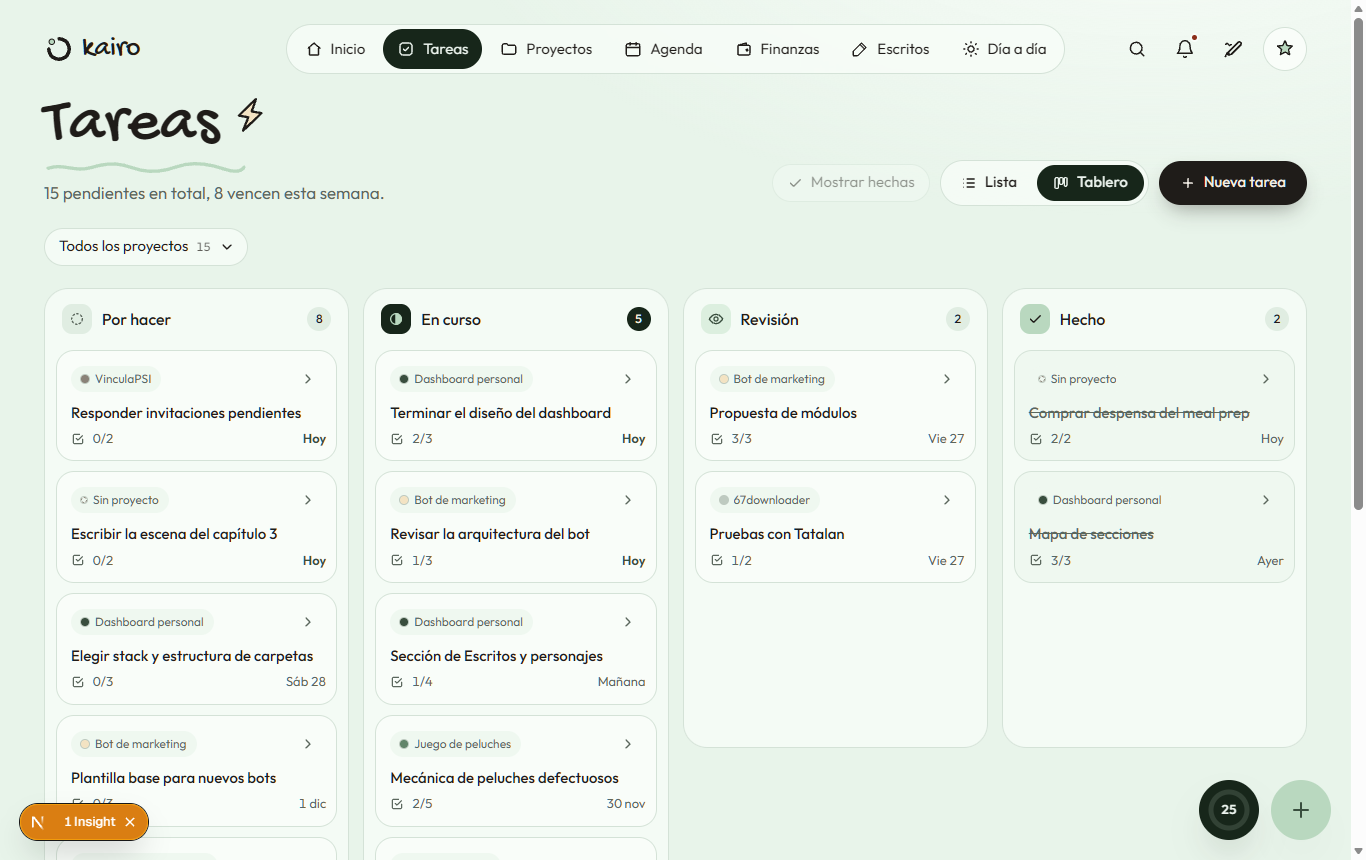 kairo
Inicio
Tareas
Proyectos
Agenda
Finanzas
Escritos
Día a día
Tareas
15 pendientes en total, 8 vencen esta semana.
Mostrar hechas
Lista
Tablero
+ Nueva tarea
Todos los proyectos 15
Por hacer 8
VinculaPSI
Responder invitaciones pendientes
0/2 Hoy
Sin proyecto
Escribir la escena del capítulo 3
0/2 Hoy
Dashboard personal
Elegir stack y estructura de carpetas
0/3 Sáb 28
Bot de marketing
Plantilla base para nuevos bots
1 dic
En curso 5
Dashboard personal
Terminar el diseño del dashboard
2/3 Hoy
Bot de marketing
Revisar la arquitectura del bot
1/3 Hoy
Dashboard personal
Sección de Escritos y personajes
1/4 Mañana
Juego de peluches
Mecánica de peluches defectuosos
2/5 30 nov
Revisión 2
Bot de marketing
Propuesta de módulos
3/3 Vie 27
67downloader
Pruebas con Tatalan
1/2 Vie 27
Hecho 2
Sin proyecto
Comprar despensa del meal prep
2/2 Hoy
Dashboard personal
Mapa de secciones
3/3 Ayer
N 1 Insight
25